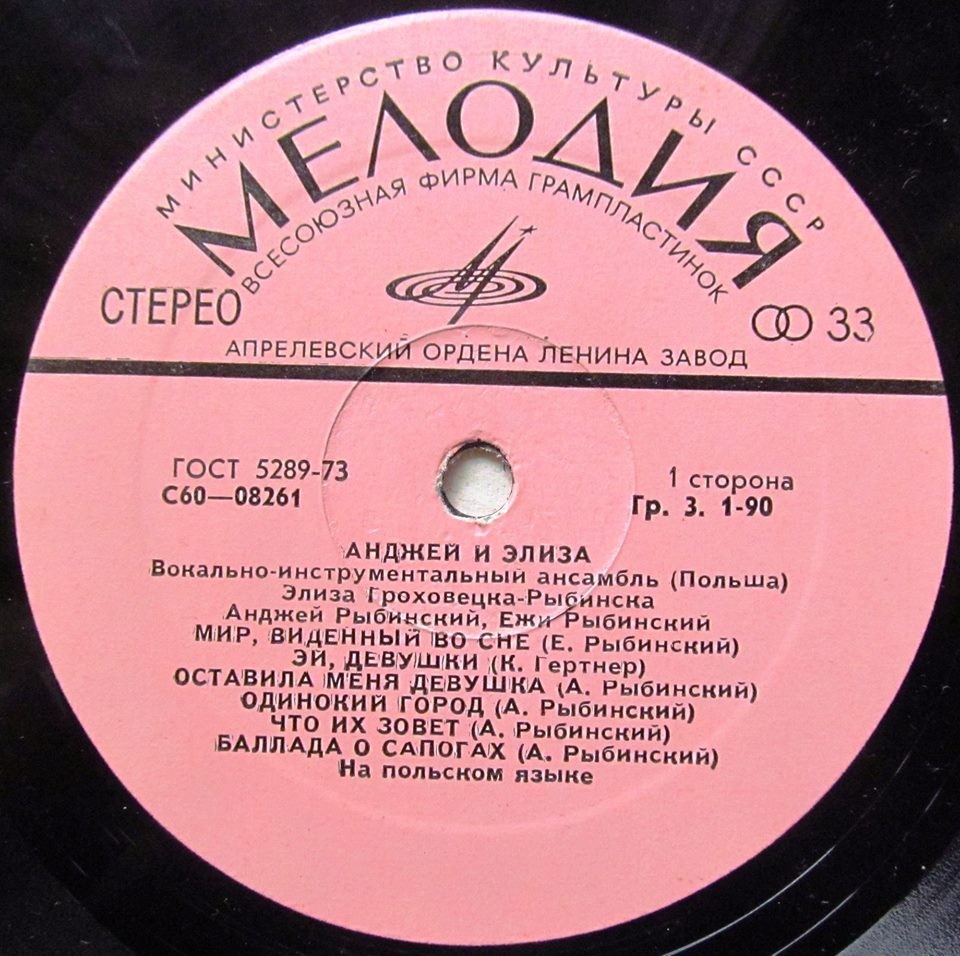 МИНИСТЕРСТВО КУЛЬТУРЫ СССР
МЕЛОДИЯ
ВСЕСОЮЗНАЯ ФИРМА ГРАМПЛАСТИНОК
СТЕРЕО
33
АПРЕЛЕВСКИЙ ОРДЕНА ЛЕНИНА ЗАВОД
ГОСТ 5289-73
С60—08261
1 сторона
Гр. 3. 1-90
АНДЖЕЙ И ЭЛИЗА
Вокально-инструментальный ансамбль (Польша)
Элиза Гроховецка-Рыбинска
Анджей Рыбинский, Ежи Рыбинский
МИР, ВИДЕННЫЙ ВО СНЕ (Е. Рыбинский)
ЭЙ, ДЕВУШКИ (К. Гертнер)
ОСТАВИЛА МЕНЯ ДЕВУШКА (А. Рыбинский)
ОДИНОКИЙ ГОРОД (А. Рыбинский)
ЧТО ИХ ЗОВЕТ (А. Рыбинский)
БАЛЛАДА О САПОГАХ (А. Рыбинский)
На польском языке